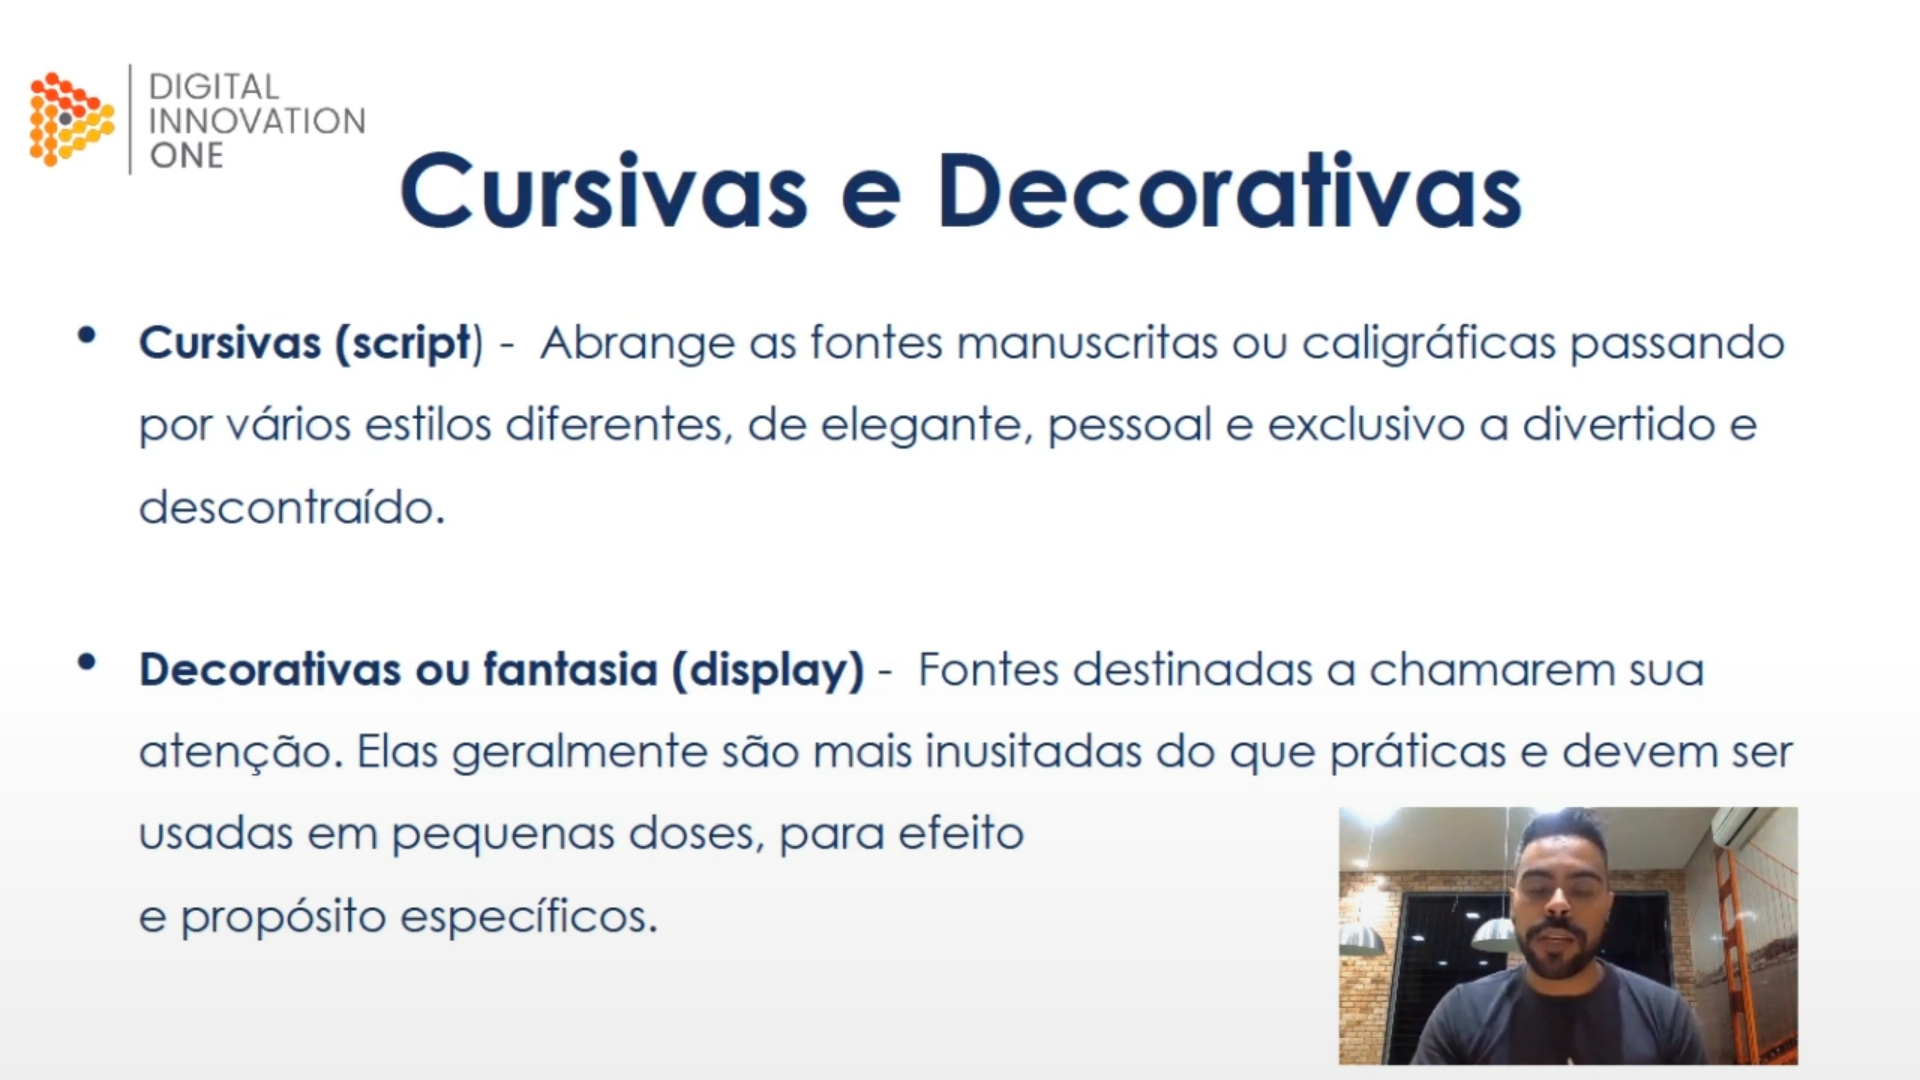 DIGITAL
INNOVATION
ONE
Cursivas e Decorativas
• Cursivas (script) - Abrange as fontes manuscritas ou caligráficas passando
por vários estilos diferentes, de elegante, pessoal e exclusivo a divertido e
descontraído.
• Decorativas ou fantasia (display) - Fontes destinadas a chamarem sua
atenção. Elas geralmente são mais inusitadas do que práticas e devem ser
usadas em pequenas doses, para efeito
e propósito específicos.